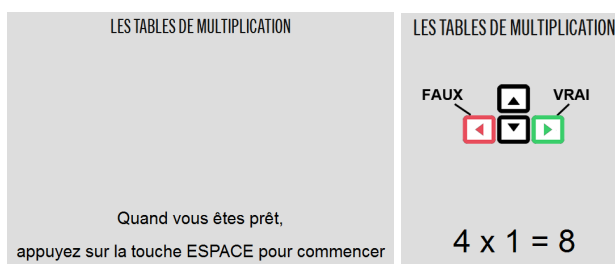 LES TABLES DE MULTIPLICATION
Quand vous êtes prêt,
appuyez sur la touche ESPACE pour commencer
LES TABLES DE MULTIPLICATION
FAUX VRAI
4 x 1 = 8